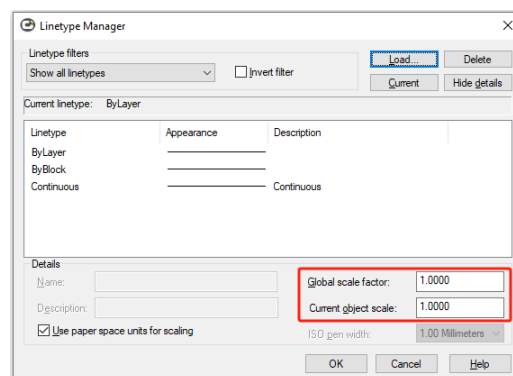 Linetype Manager
Linetype filters
Show all linetypes
Invert filter
Load...
Delete
Current
Hide details
Current linetype: ByLayer
Linetype Appearance Description
ByLayer
ByBlock
Continuous Continuous
Details
Name:
Description:
Use paper space units for scaling
Global scale factor: 1.0000
Current object scale: 1.0000
ISO pen width: 1.00 Millimeters
OK Cancel Help